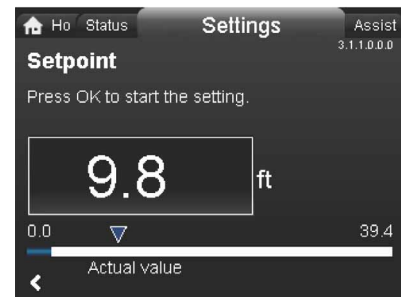 Ho Status Settings Assist
3.1.1.0.0.0
Setpoint
Press OK to start the setting.
9.8 ft
0.0 39.4
Actual value